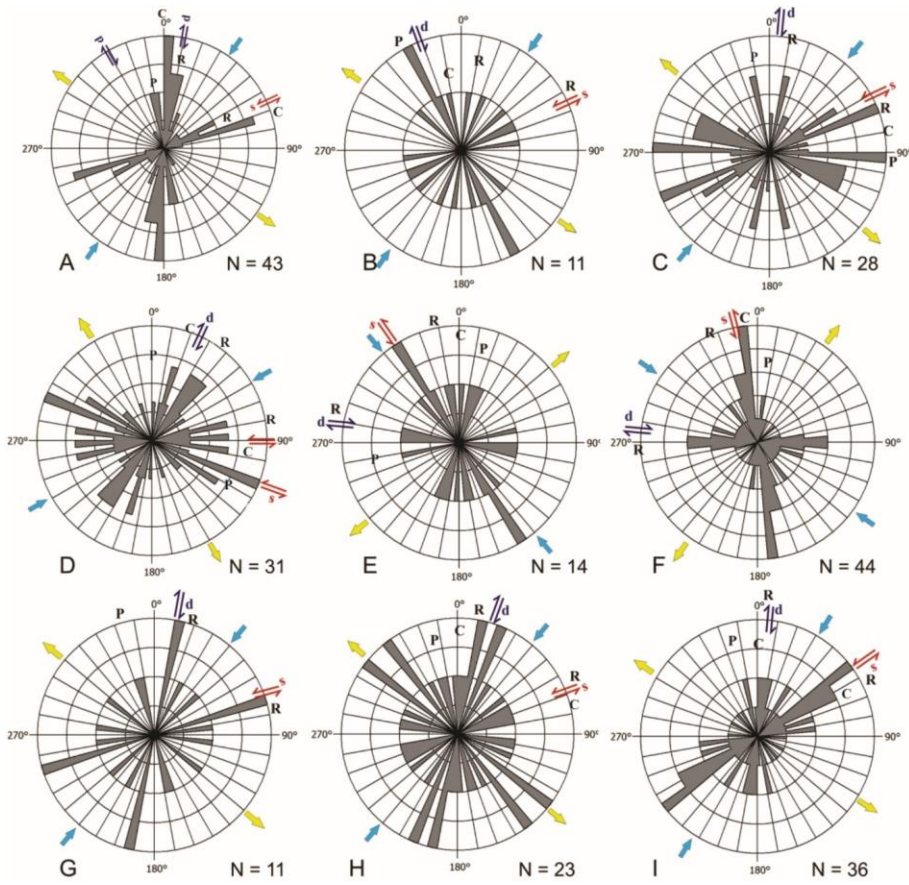 C
0°
d
d
R
P
s
C
R
270°
90°
180°
A
N = 43
0°
P
d
C
R
R
s
270°
90°
180°
B
N = 11
0°
d
R
P
s
R
C
270°
90°
P
180°
C
N = 28
0°
C
d
R
P
R
270°
90°
C
P
s
180°
D
N = 31
0°
s
R
C
P
R
d
270°
90°
P
180°
E
N = 14
0°
s
C
R
P
d
270°
90°
R
180°
F
N = 44
0°
P
d
R
s
R
270°
90°
180°
G
N = 11
0°
R
d
P
C
R
s
C
270°
90°
180°
H
N = 23
0°
R
d
P
C
s
R
C
270°
90°
180°
I
N = 36